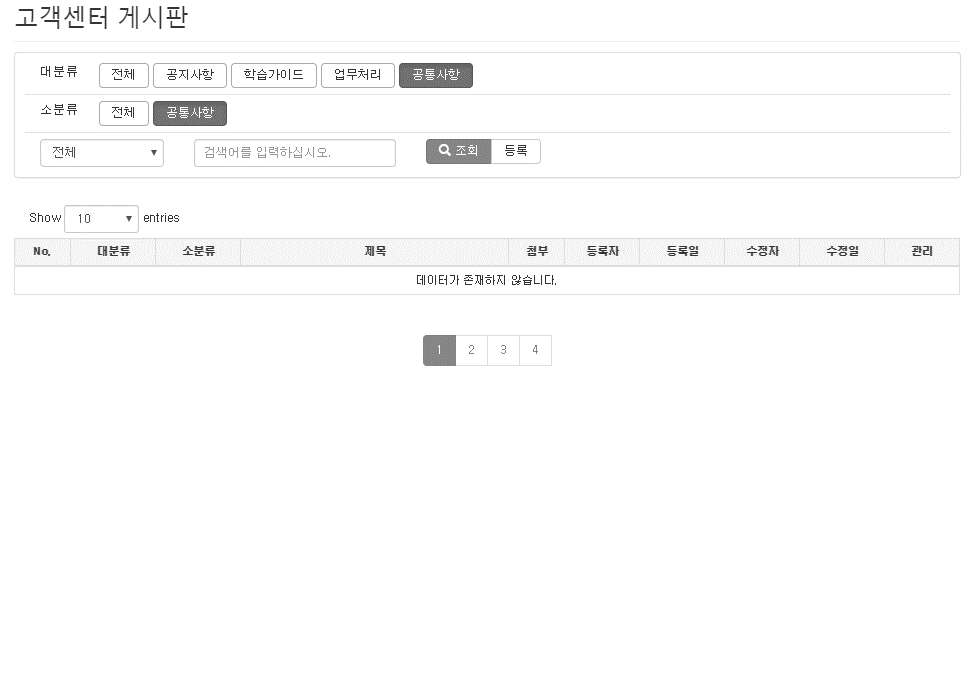 고객센터 게시판
대분류 전체 공지사항 학습가이드 업무처리 공통사항
소분류 전체 공통사항
전체 검색어를 입력하십시오. 조회 등록
Show 10 entries
No. 대분류 소분류 제목 첨부 등록자 등록일 수정자 수정일 관리
데이터가 존재하지 않습니다.
1 2 3 4